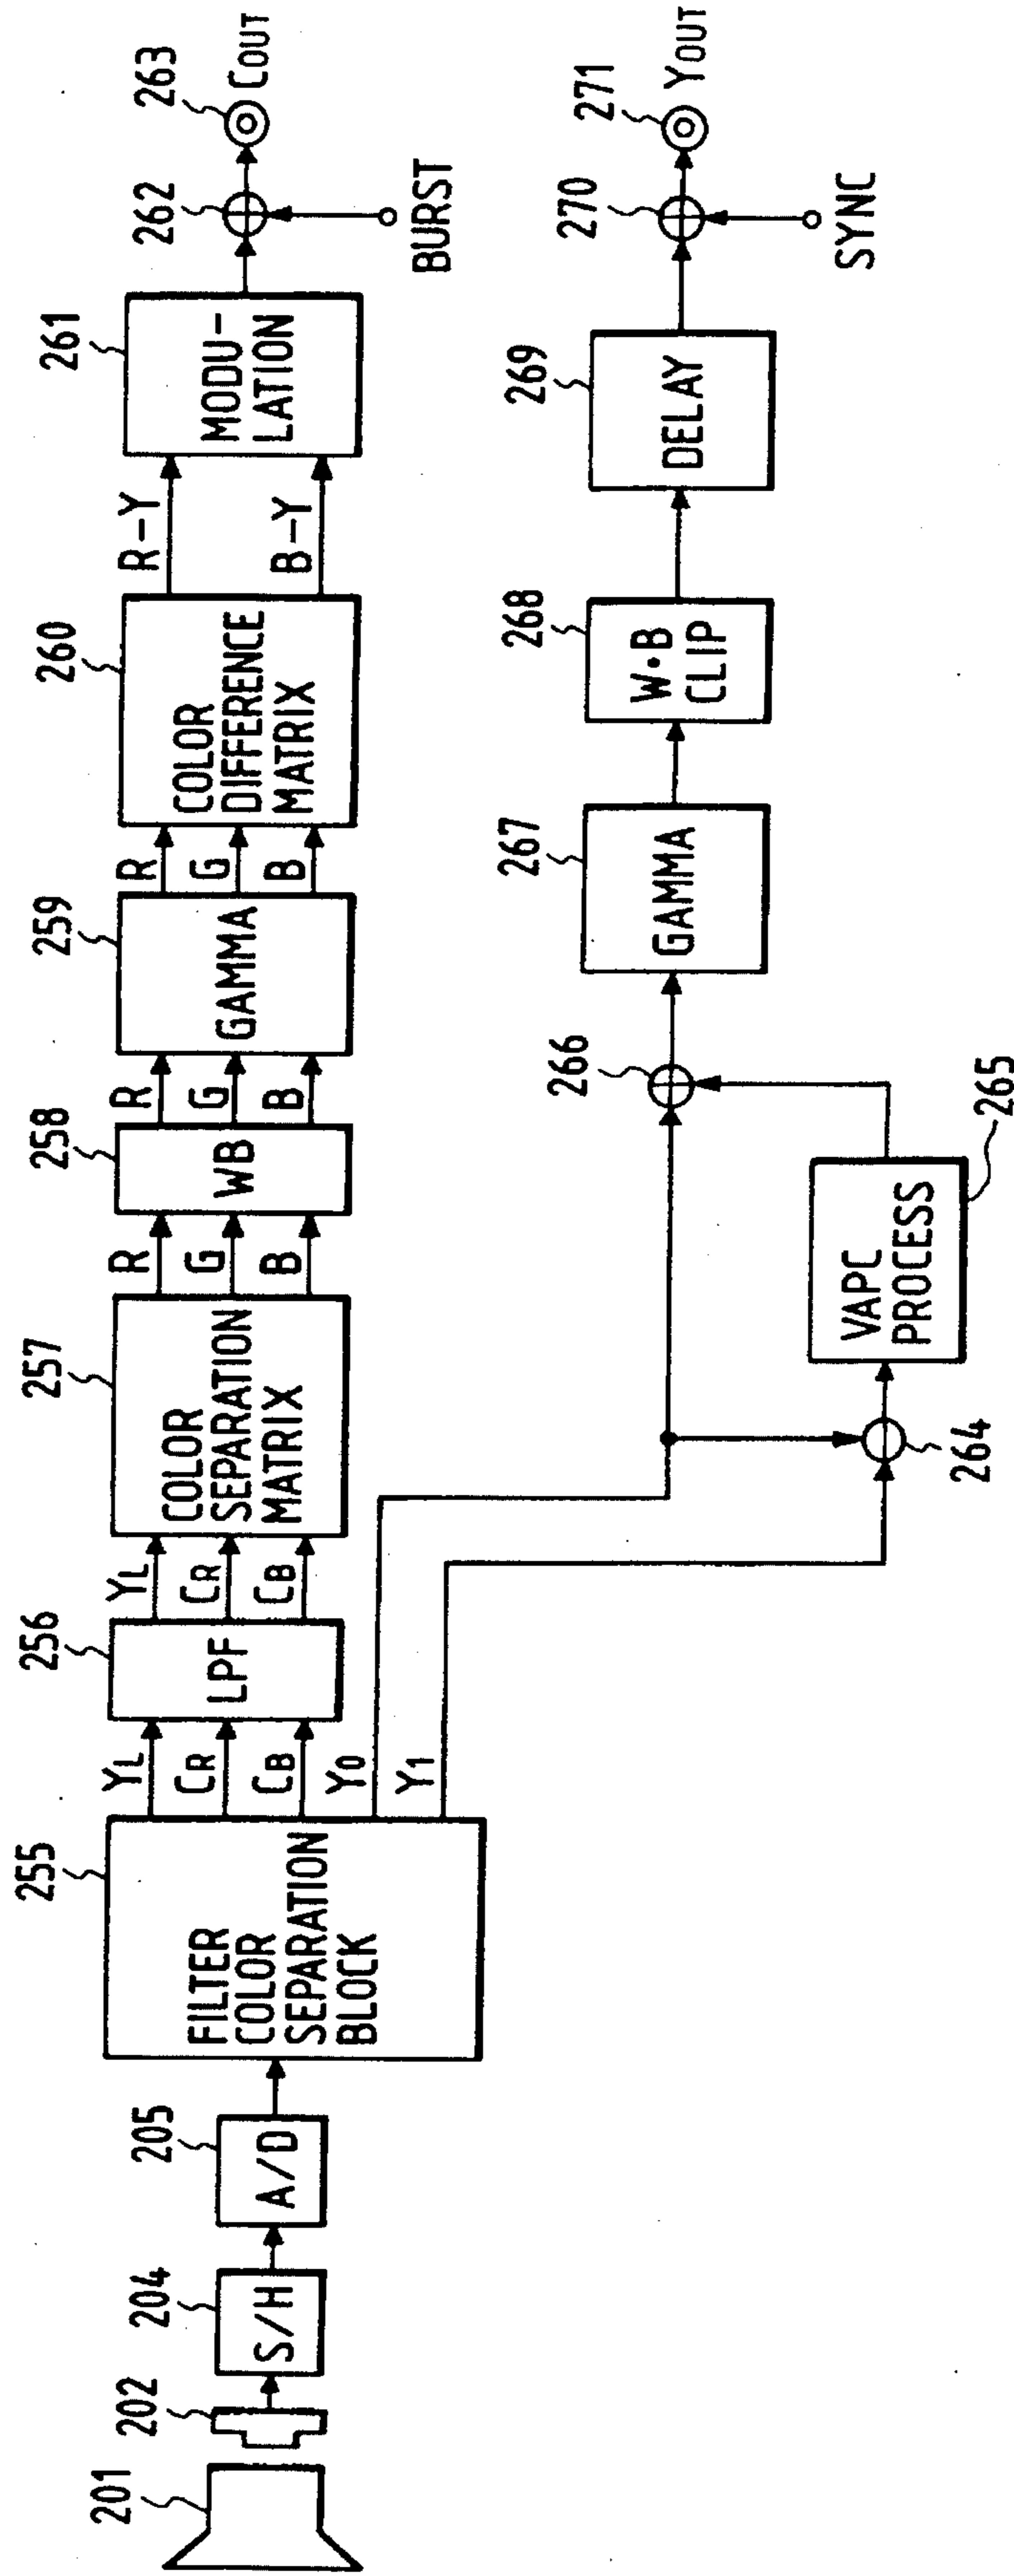 201
202
204
S/H
205
A/D
255
FILTER
COLOR
SEPARATION
BLOCK
YL
CR
CB
Y0
Y1
256
LPF
YL
CR
CB
257
COLOR
SEPARATION
MATRIX
R
G
B
258
WB
R
G
B
259
GAMMA
R
G
B
260
COLOR
DIFFERENCE
MATRIX
R-Y
B-Y
261
MODU-
LATION
262
BURST
263
COUT
264
VAPC
PROCESS
265
266
267
GAMMA
268
W·B
CLIP
269
DELAY
270
SYNC
271
YOUT